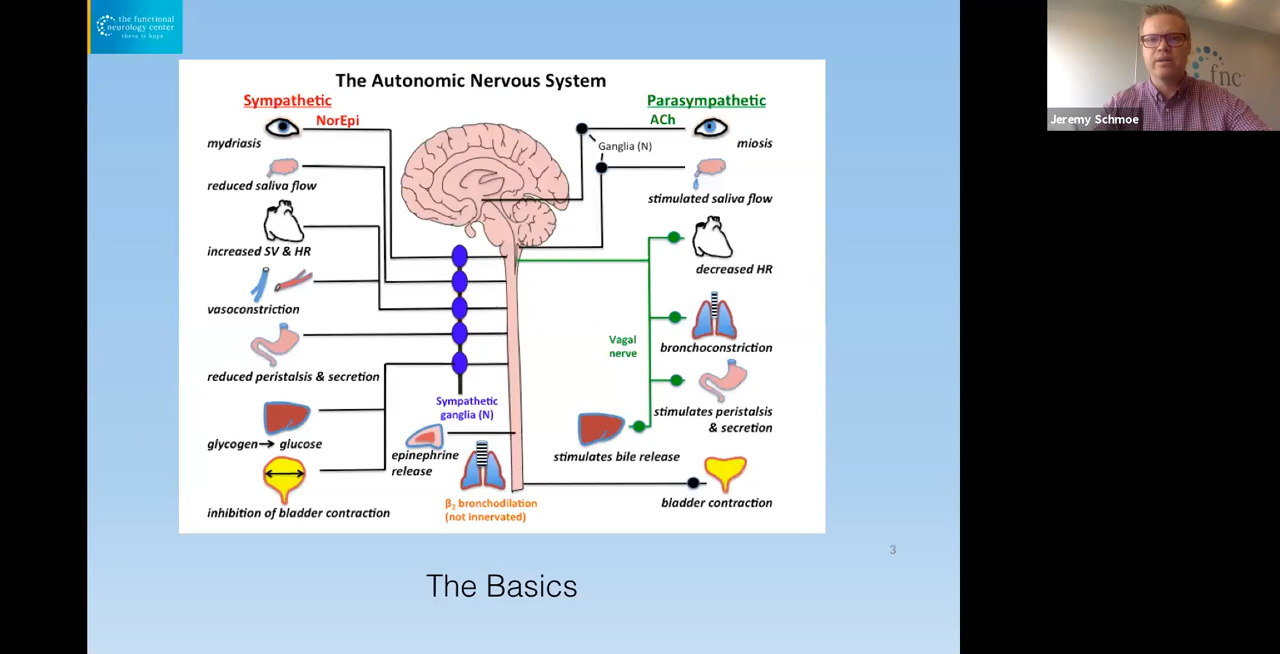 the functional
neurology center
there is hope
The Autonomic Nervous System
Sympathetic
NorEpi
mydriasis
reduced saliva flow
increased SV & HR
vasoconstriction
reduced peristalsis & secretion
glycogen→ glucose
inhibition of bladder contraction
Sympathetic
ganglia (N)
epinephrine
release
β₂ bronchodilation
(not innervated)
Parasympathetic
ACh
Ganglia (N)
miosis
stimulated saliva flow
decreased HR
Vagal
nerve
bronchoconstriction
stimulates peristalsis
& secretion
stimulates bile release
bladder contraction
3
The Basics
fnc
Jeremy Schmoe